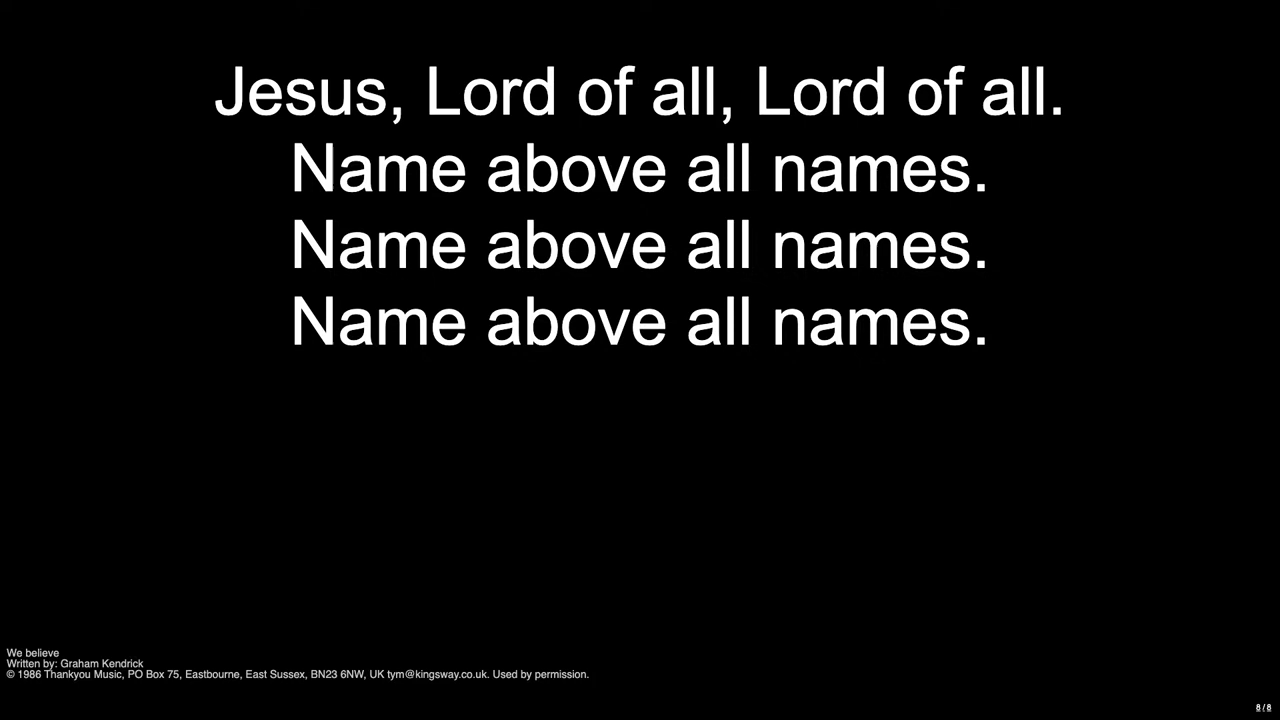 Jesus, Lord of all, Lord of all.
Name above all names.
Name above all names.
Name above all names.
We believe
Written by: Graham Kendrick
© 1986 Thankyou Music, PO Box 75, Eastbourne, East Sussex, BN23 6NW, UK tym@kingsway.co.uk. Used by permission.
8 / 8